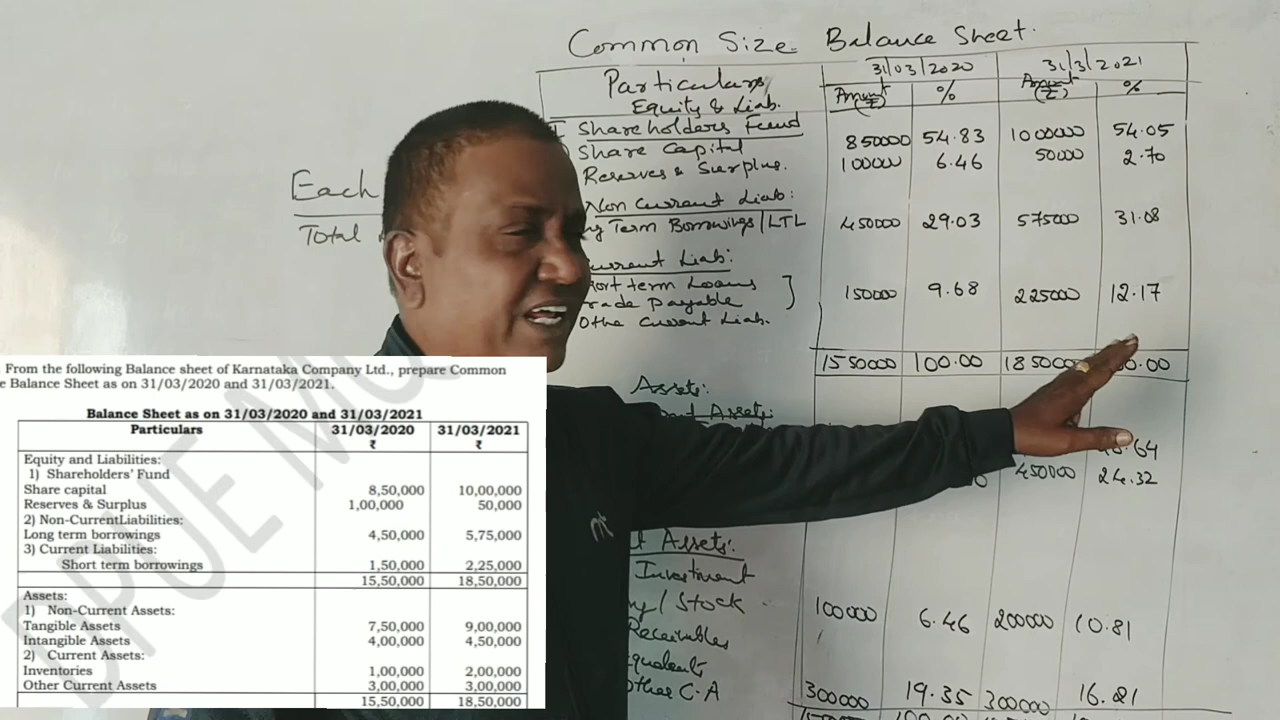 Common Size Balance Sheet.
Particulars 31/03/2020 31/3/2021
Equity & Liab. Amount (₹) % Amount (₹) %
I Shareholders Fund
Share Capital 850000 54.83 1000000 54.05
Reserves & Surplus. 100000 6.46 50000 2.70
Each
Total
Non Current Liab:
Term Borrowings/LTL 450000 29.03 575000 31.08
Current Liab:
Short term Loans
Trade payable 150000 9.68 225000 12.17
Othe Current Liab.
1550000 100.00 1850000 00.00
Assets:
Assets:
.64
450000 24.32
Assets:
Investment
/Stock 100000 6.46 200000 10.81
Receivables
Othe C.A 300000 19.35 300000 16.21
From the following Balance sheet of Karnataka Company Ltd., prepare Common
e Balance Sheet as on 31/03/2020 and 31/03/2021.
Balance Sheet as on 31/03/2020 and 31/03/2021
Particulars 31/03/2020 ₹ 31/03/2021 ₹
Equity and Liabilities:
1) Shareholders' Fund
Share capital 8,50,000 10,00,000
Reserves & Surplus 1,00,000 50,000
2) Non-CurrentLiabilities:
Long term borrowings 4,50,000 5,75,000
3) Current Liabilities:
Short term borrowings 1,50,000 2,25,000
15,50,000 18,50,000
Assets:
1) Non-Current Assets:
Tangible Assets 7,50,000 9,00,000
Intangible Assets 4,00,000 4,50,000
2) Current Assets:
Inventories 1,00,000 2,00,000
Other Current Assets 3,00,000 3,00,000
15,50,000 18,50,000